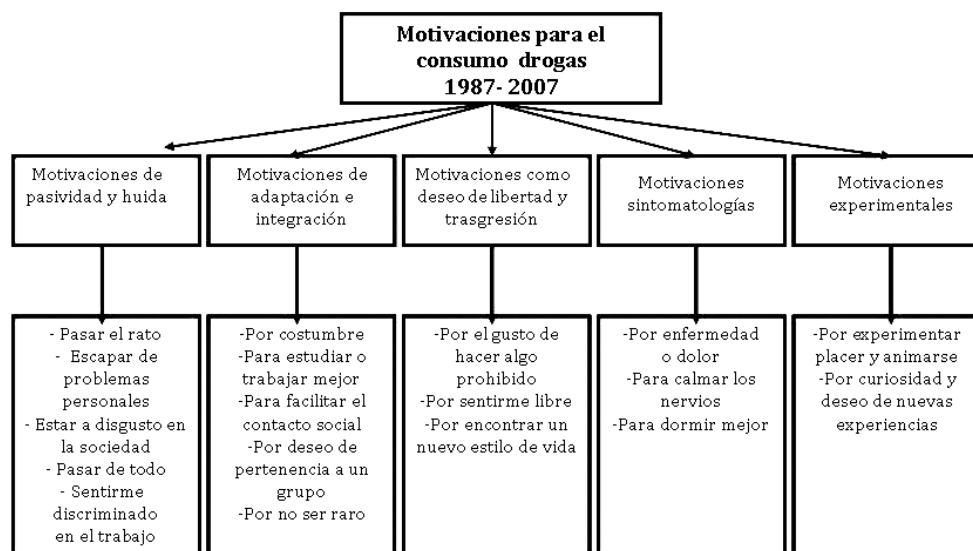 Motivaciones para el
consumo drogas
1987- 2007
Motivaciones de
pasividad y huida
Motivaciones de
adaptación e
integración
Motivaciones como
deseo de libertad y
trasgresión
Motivaciones
sintomatologías
Motivaciones
experimentales
- Pasar el rato
- Escapar de
problemas
personales
- Estar a disgusto en
la sociedad
- Pasar de todo
- Sentirme
discriminado
en el trabajo
-Por costumbre
-Para estudiar o
trabajar mejor
-Para facilitar el
contacto social
-Por deseo de
pertenencia a un
grupo
-Por no ser raro
-Por el gusto de
hacer algo
prohibido
-Por sentirme libre
-Por encontrar un
nuevo estilo de vida
-Por enfermedad
o dolor
-Para calmar los
nervios
-Para dormir mejor
-Por experimentar
placer y animarse
-Por curiosidad y
deseo de nuevas
experiencias